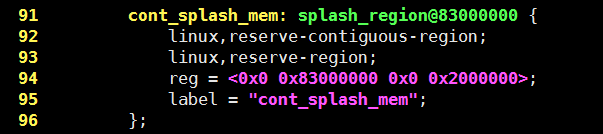 91 cont_splash_mem: splash_region@83000000 {
92 linux,reserve-contiguous-region;
93 linux,reserve-region;
94 reg = <0x0 0x83000000 0x0 0x2000000>;
95 label = "cont_splash_mem";
96 };